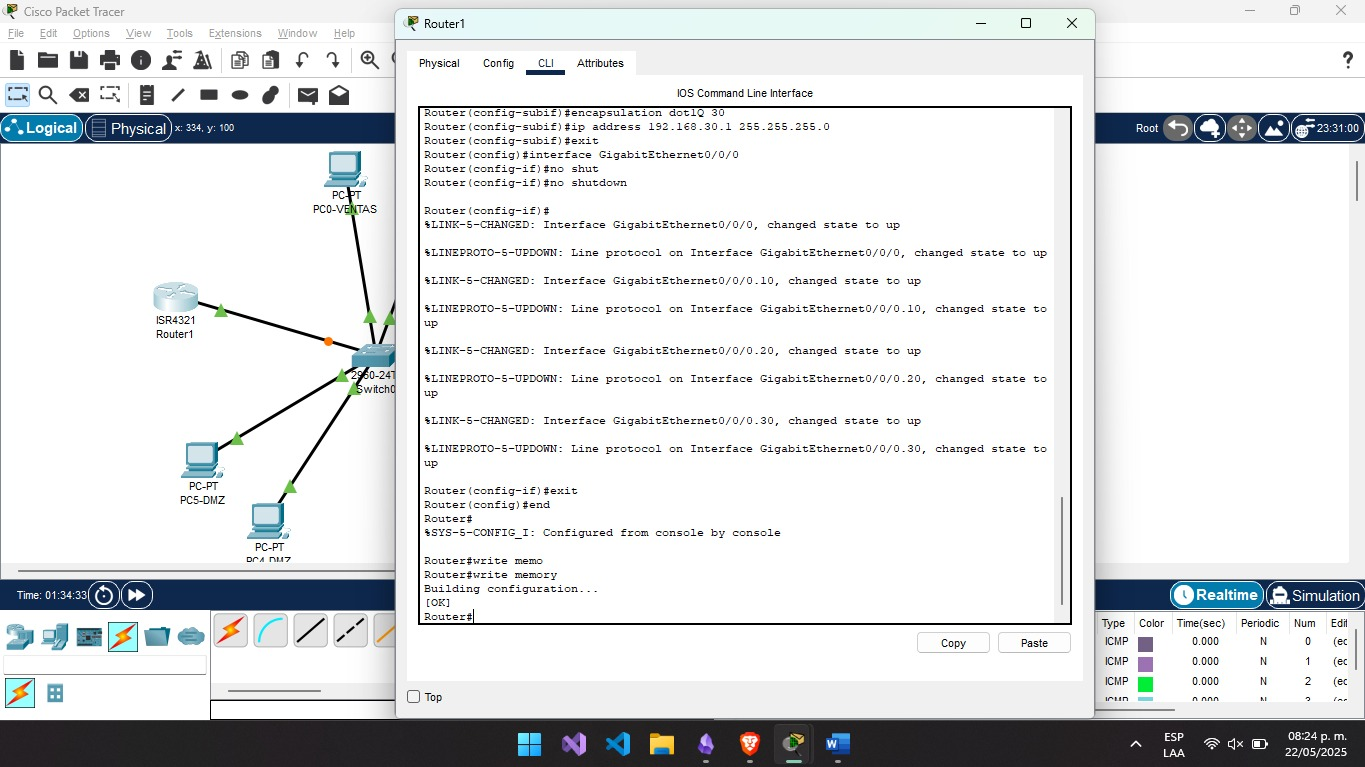 Cisco Packet Tracer
File Edit Options View Tools Extensions Window Help
Logical Physical x: 334, y: 100
Root 23:31:00
PC-PT
PC0-VENTAS
ISR4321
Router1
2960-24T
Switch0
PC-PT
PC5-DMZ
PC-PT
PC4-DMZ
Router1
Physical Config CLI Attributes
IOS Command Line Interface
Router(config-subif)#encapsulation dot1Q 30
Router(config-subif)#ip address 192.168.30.1 255.255.255.0
Router(config-subif)#exit
Router(config)#interface GigabitEthernet0/0/0
Router(config-if)#no shut
Router(config-if)#no shutdown
Router(config-if)#
%LINK-5-CHANGED: Interface GigabitEthernet0/0/0, changed state to up
%LINEPROTO-5-UPDOWN: Line protocol on Interface GigabitEthernet0/0/0, changed state to up
%LINK-5-CHANGED: Interface GigabitEthernet0/0/0.10, changed state to up
%LINEPROTO-5-UPDOWN: Line protocol on Interface GigabitEthernet0/0/0.10, changed state to
up
%LINK-5-CHANGED: Interface GigabitEthernet0/0/0.20, changed state to up
%LINEPROTO-5-UPDOWN: Line protocol on Interface GigabitEthernet0/0/0.20, changed state to
up
%LINK-5-CHANGED: Interface GigabitEthernet0/0/0.30, changed state to up
%LINEPROTO-5-UPDOWN: Line protocol on Interface GigabitEthernet0/0/0.30, changed state to
up
Router(config-if)#exit
Router(config)#end
Router#
%SYS-5-CONFIG_I: Configured from console by console
Router#write memo
Router#write memory
Building configuration...
[OK]
Router#
Copy Paste
Top
Time: 01:34:33
Realtime Simulation
Type Color Time(sec) Periodic Num Edit
ICMP 0.000 N 0 (ec
ICMP 0.000 N 1 (ec
ICMP 0.000 N 2 (ec
ICMP 0.000 N 3 (ec
ESP
LAA
08:24 p. m.
22/05/2025